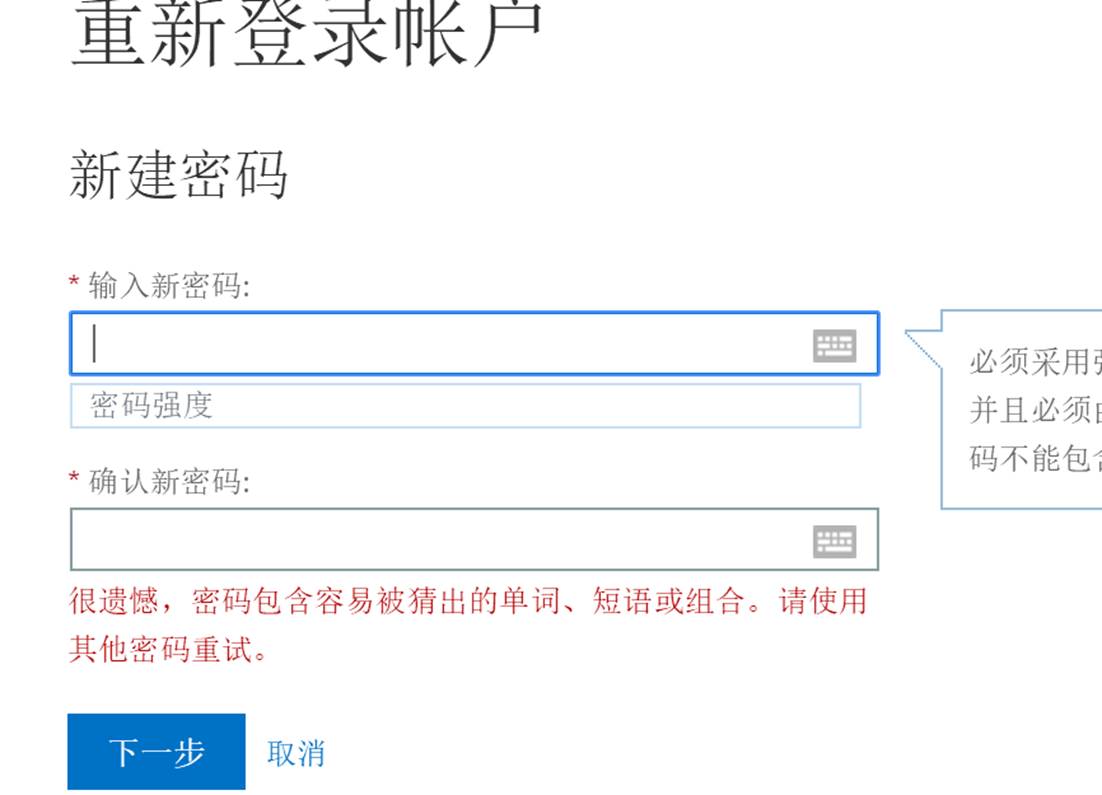 重新登录帐户
新建密码
* 输入新密码:
密码强度
必须采用
并且必须
码不能包
* 确认新密码:
很遗憾，密码包含容易被猜出的单词、短语或组合。请使用
其他密码重试。
下一步 取消